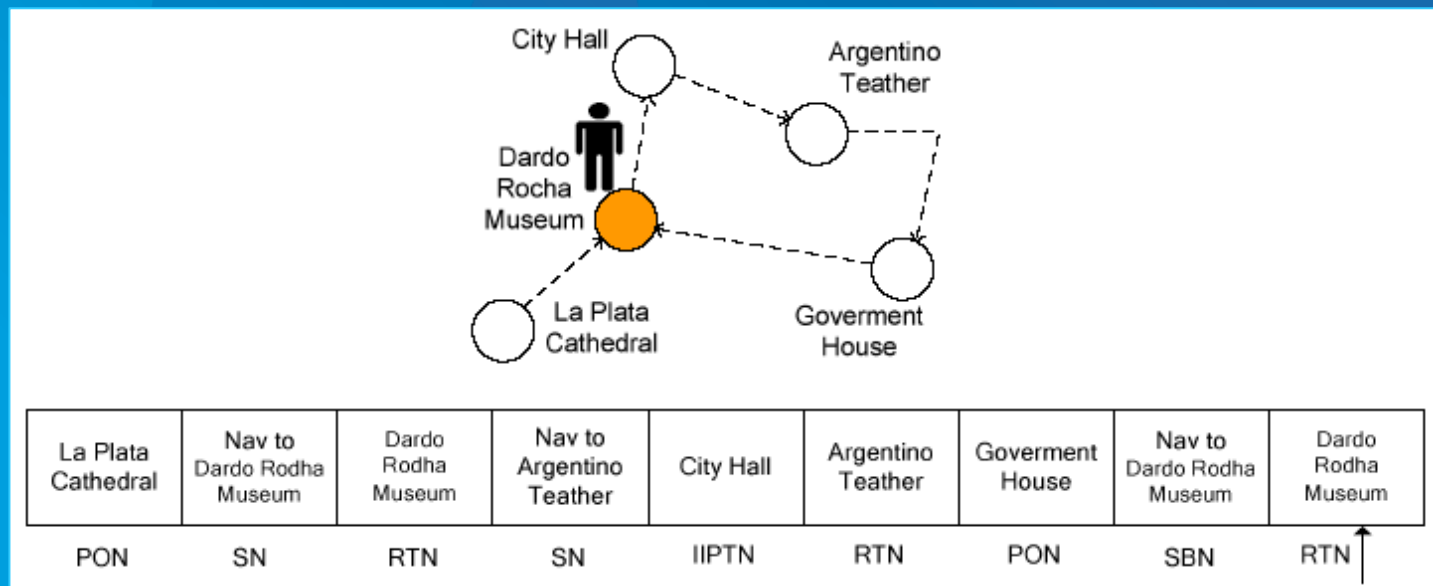 City Hall
Argentino
Teather
Dardo
Rocha
Museum
La Plata
Cathedral
Goverment
House
La Plata
Cathedral
Nav to
Dardo Rodha
Museum
Dardo
Rodha
Museum
Nav to
Argentino
Teather
City Hall
Argentino
Teather
Goverment
House
Nav to
Dardo Rodha
Museum
Dardo
Rodha
Museum
PON
SN
RTN
SN
IIPTN
RTN
PON
SBN
RTN